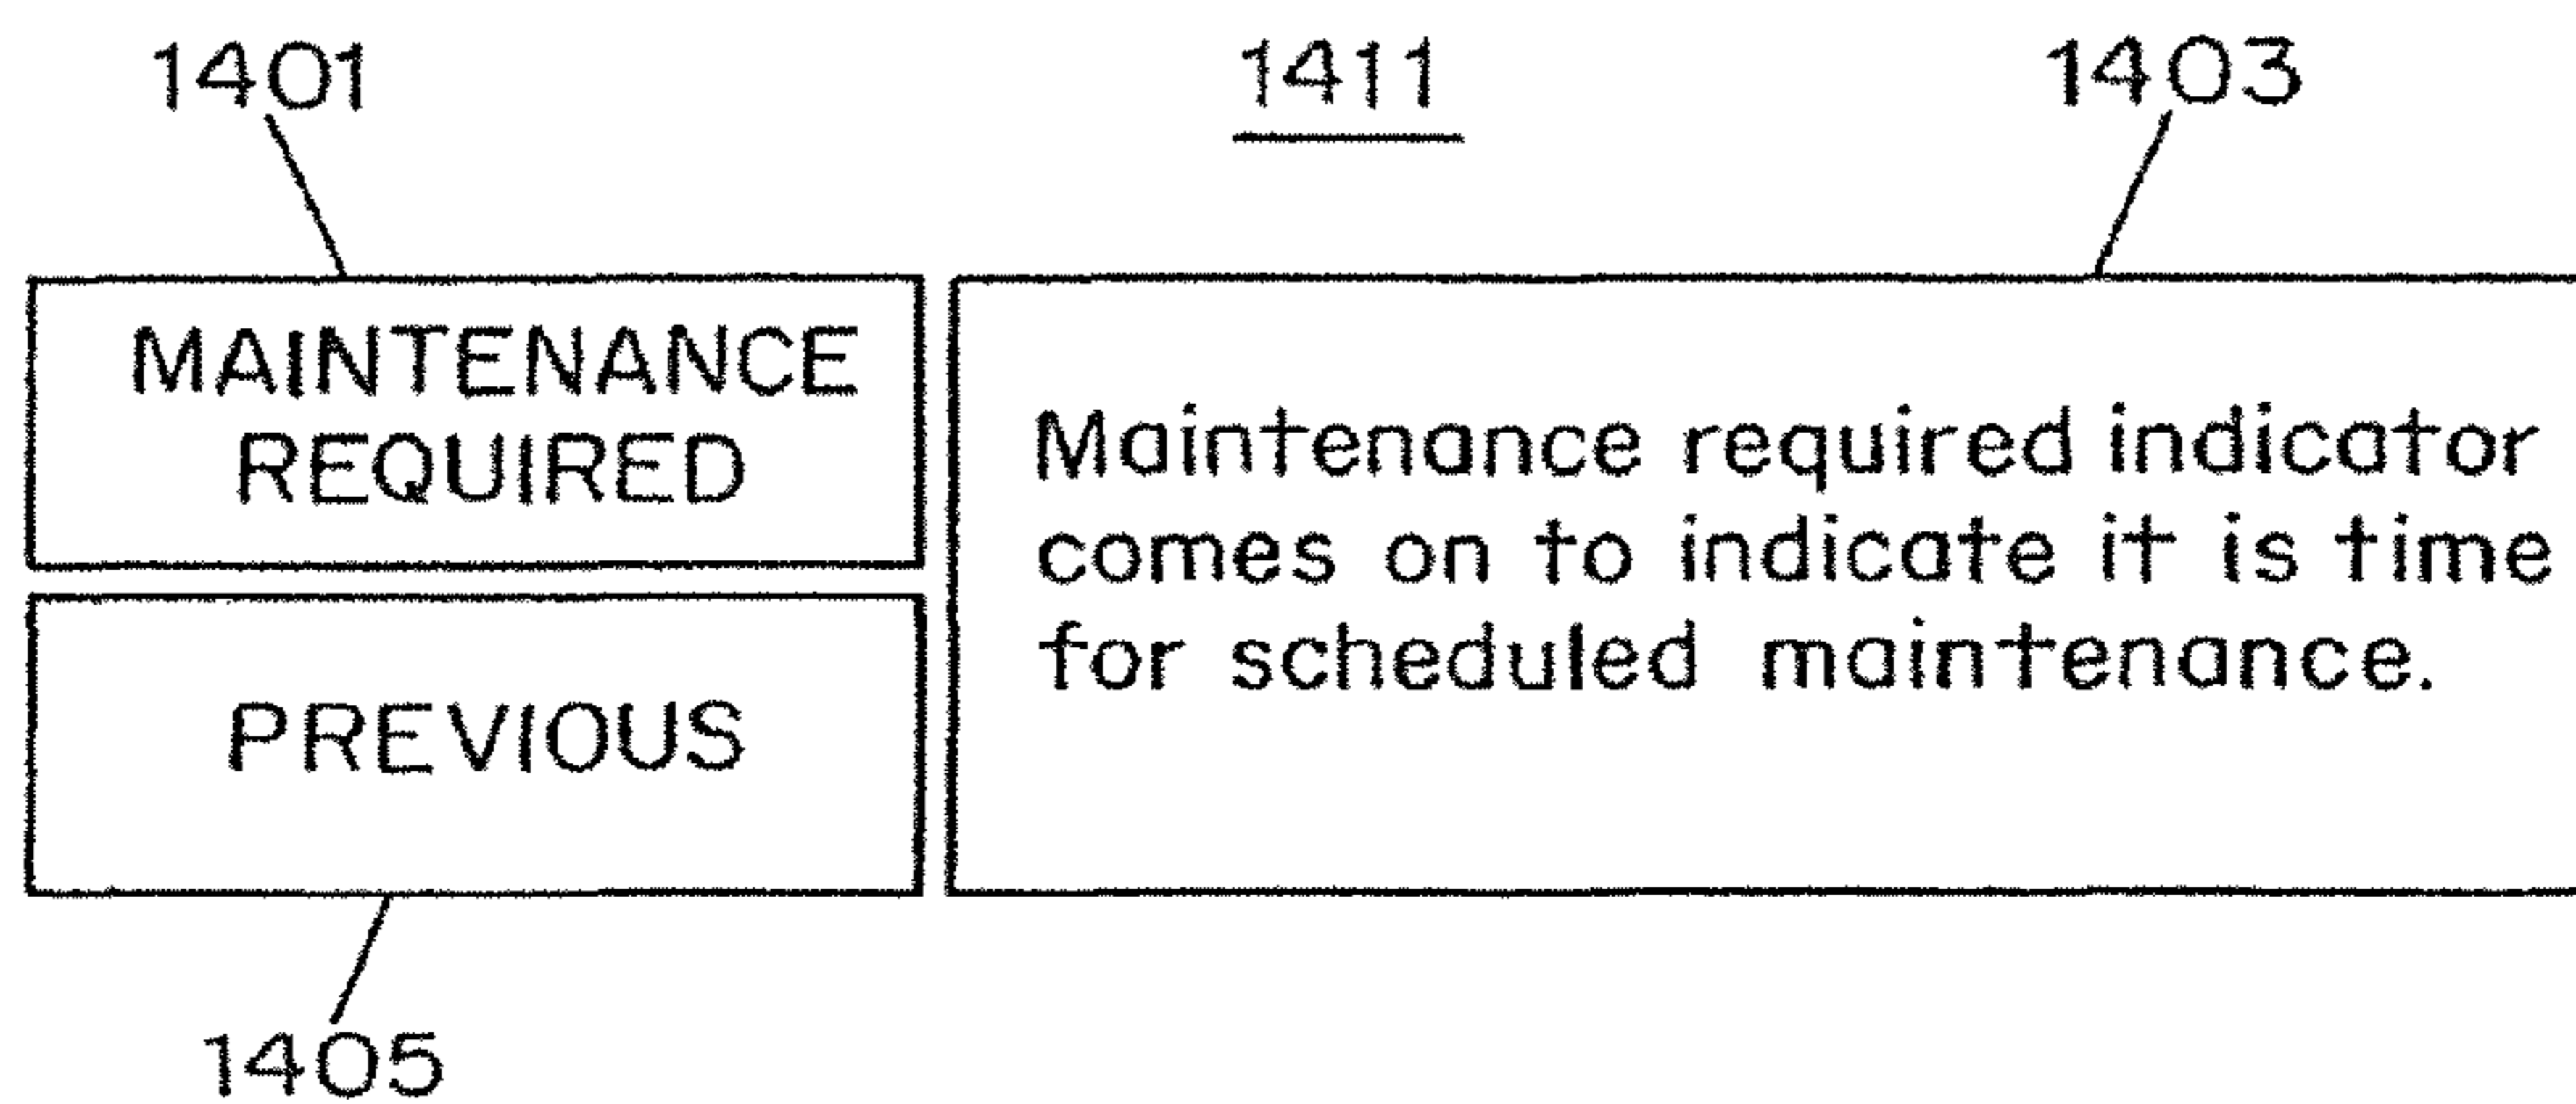 1401
1411
1403
MAINTENANCE
REQUIRED
Maintenance required indicator
comes on to indicate it is time
for scheduled maintenance.
PREVIOUS
1405